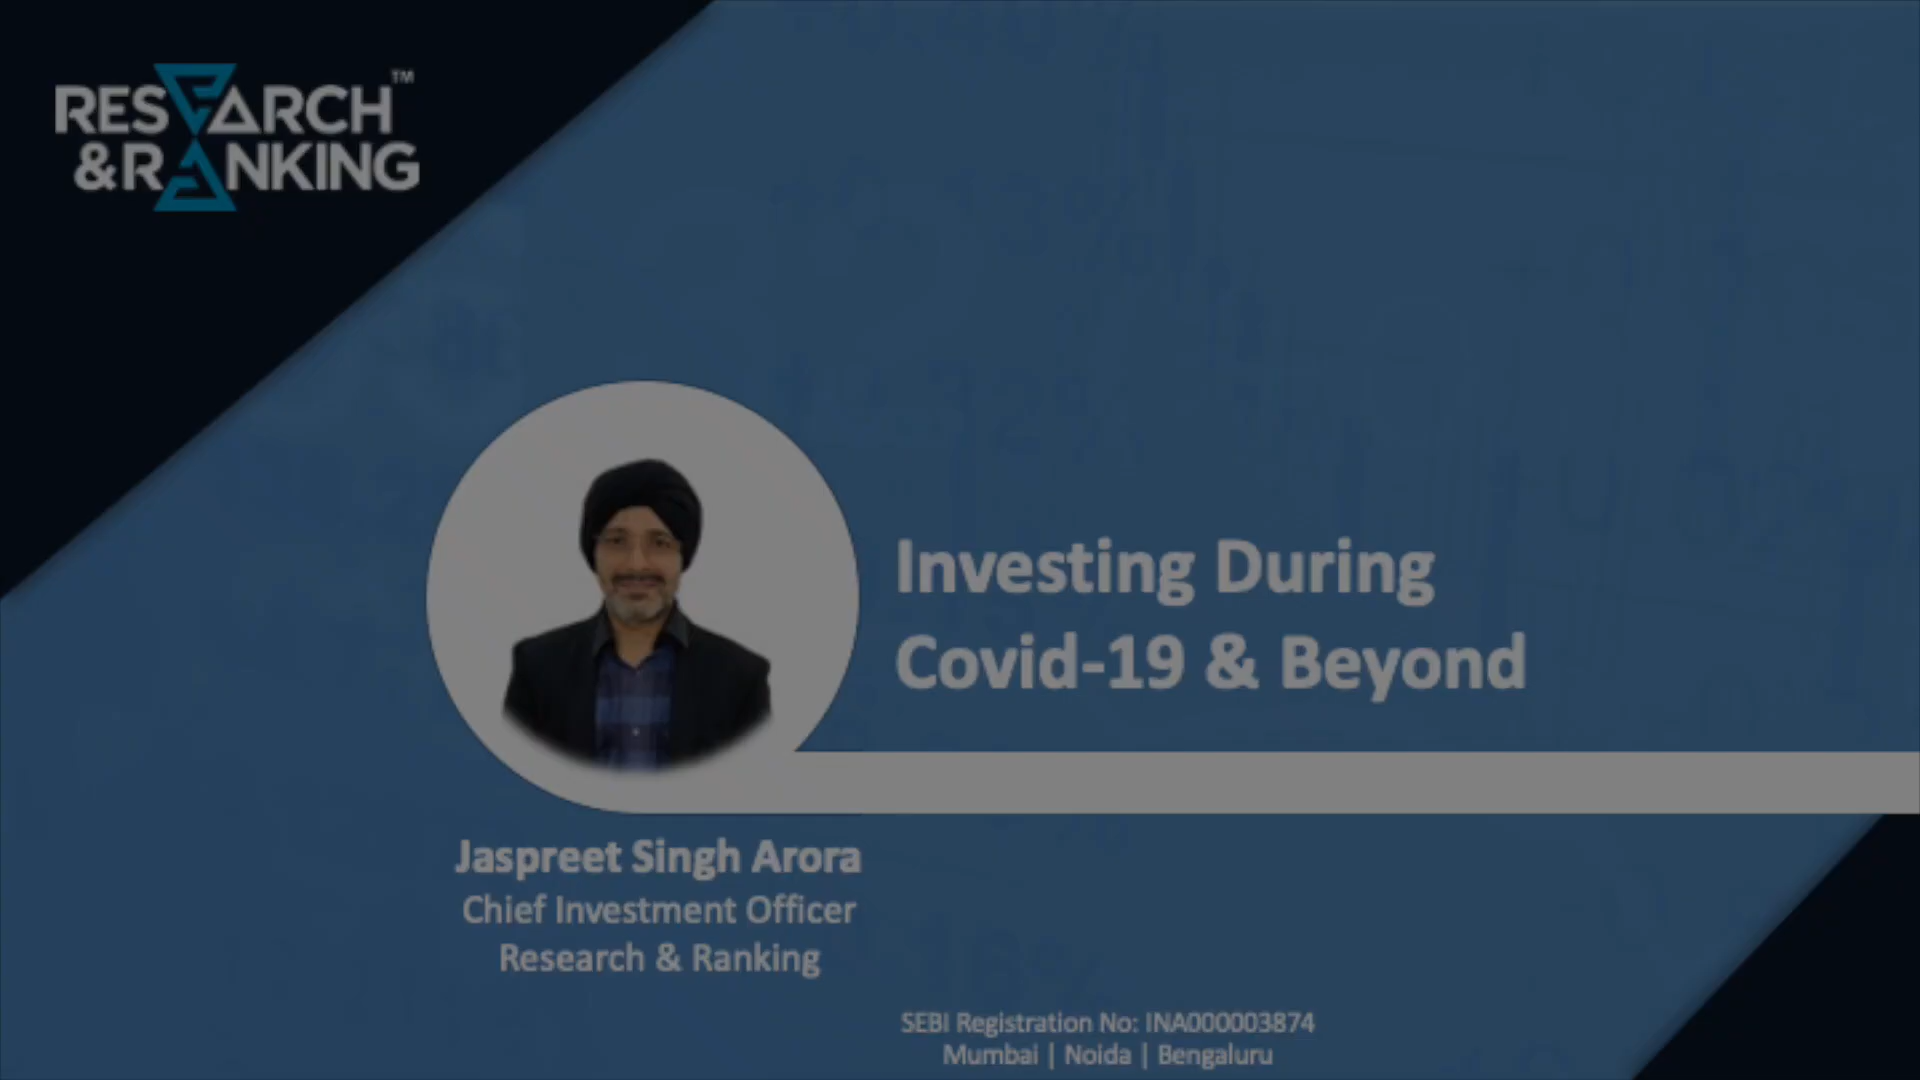 RESEARCH™
&RANKING
Investing During
Covid-19 & Beyond
Jaspreet Singh Arora
Chief Investment Officer
Research & Ranking
SEBI Registration No: INA000003874
Mumbai | Noida | Bengaluru